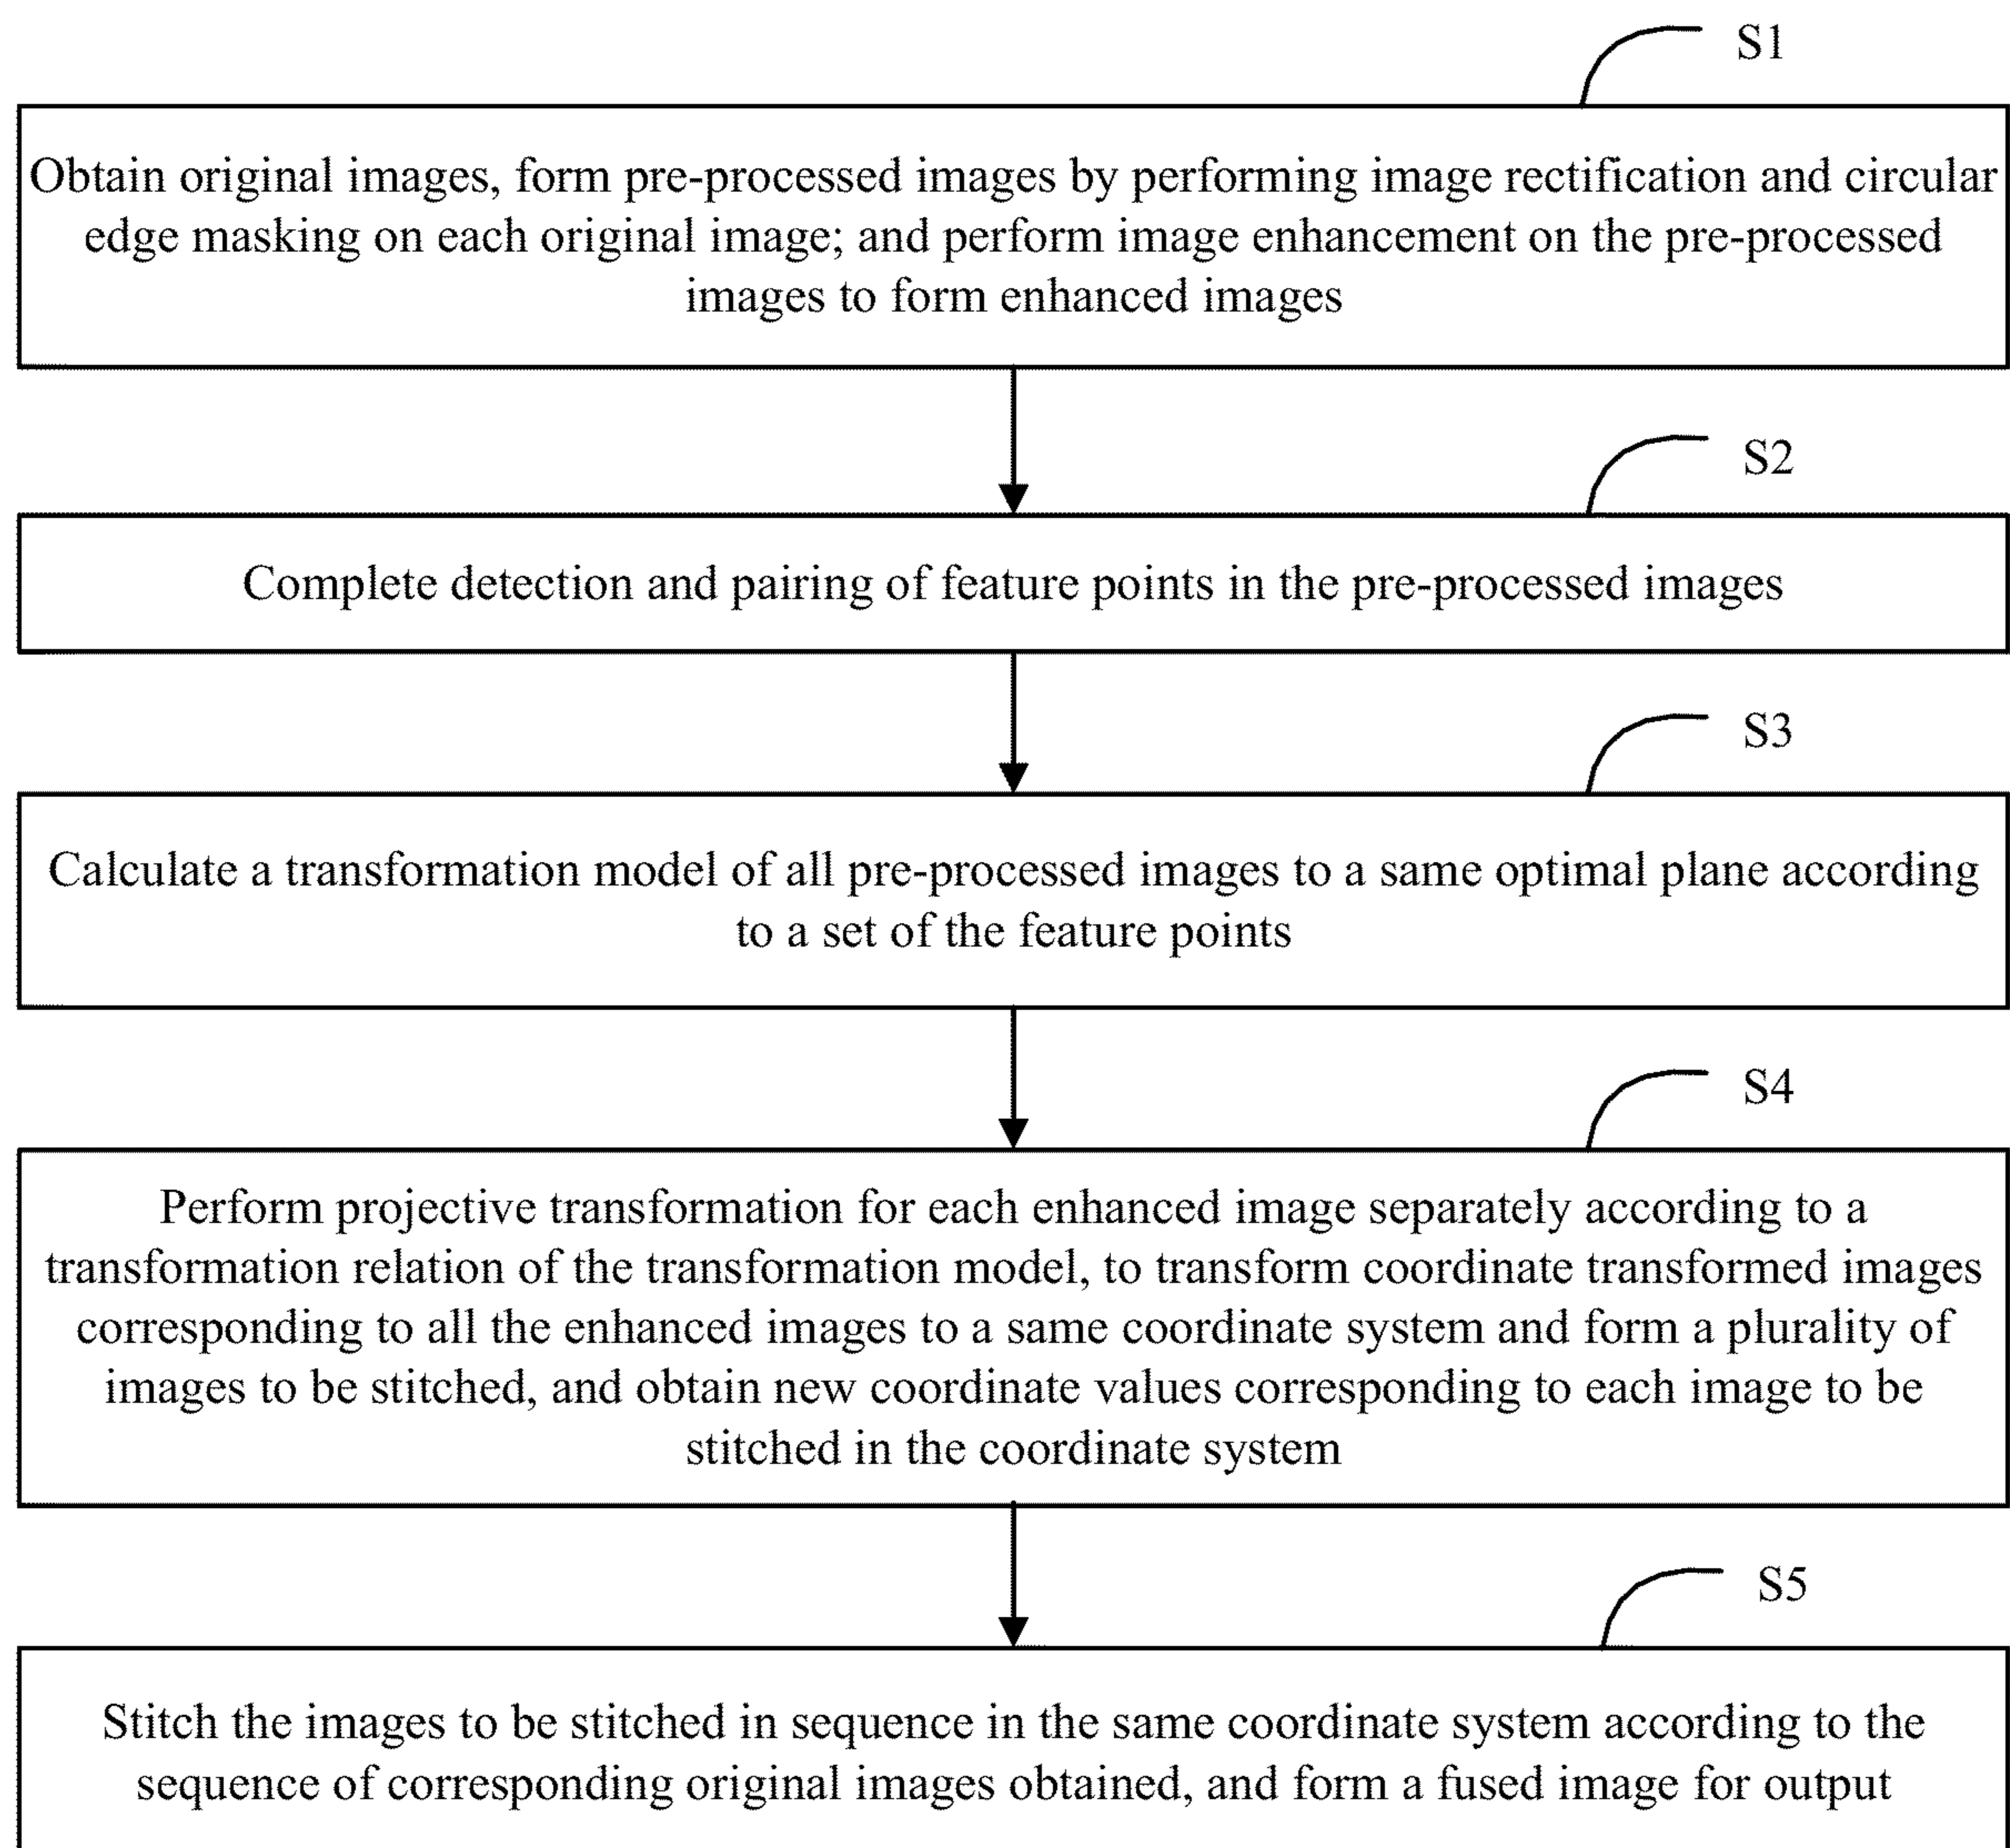 S1
Obtain original images, form pre-processed images by performing image rectification and circular
edge masking on each original image; and perform image enhancement on the pre-processed
images to form enhanced images
S2
Complete detection and pairing of feature points in the pre-processed images
S3
Calculate a transformation model of all pre-processed images to a same optimal plane according
to a set of the feature points
S4
Perform projective transformation for each enhanced image separately according to a
transformation relation of the transformation model, to transform coordinate transformed images
corresponding to all the enhanced images to a same coordinate system and form a plurality of
images to be stitched, and obtain new coordinate values corresponding to each image to be
stitched in the coordinate system
S5
Stitch the images to be stitched in sequence in the same coordinate system according to the
sequence of corresponding original images obtained, and form a fused image for output